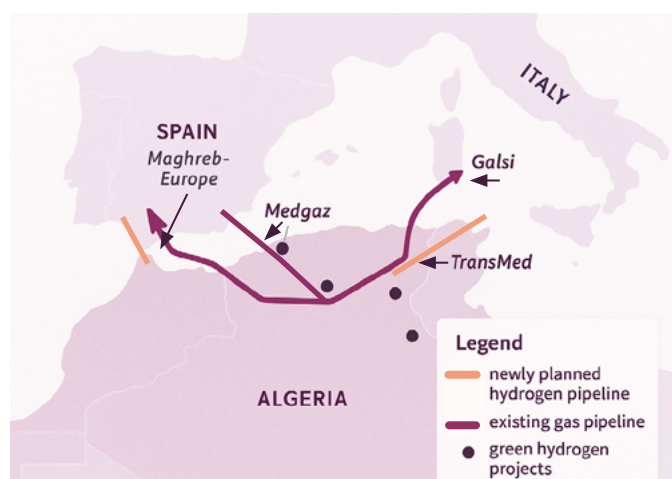 ITALY
SPAIN
Maghreb-
Europe
Galsi
Medgaz
TransMed
ALGERIA
Legend
newly planned
hydrogen pipeline
existing gas pipeline
green hydrogen
projects